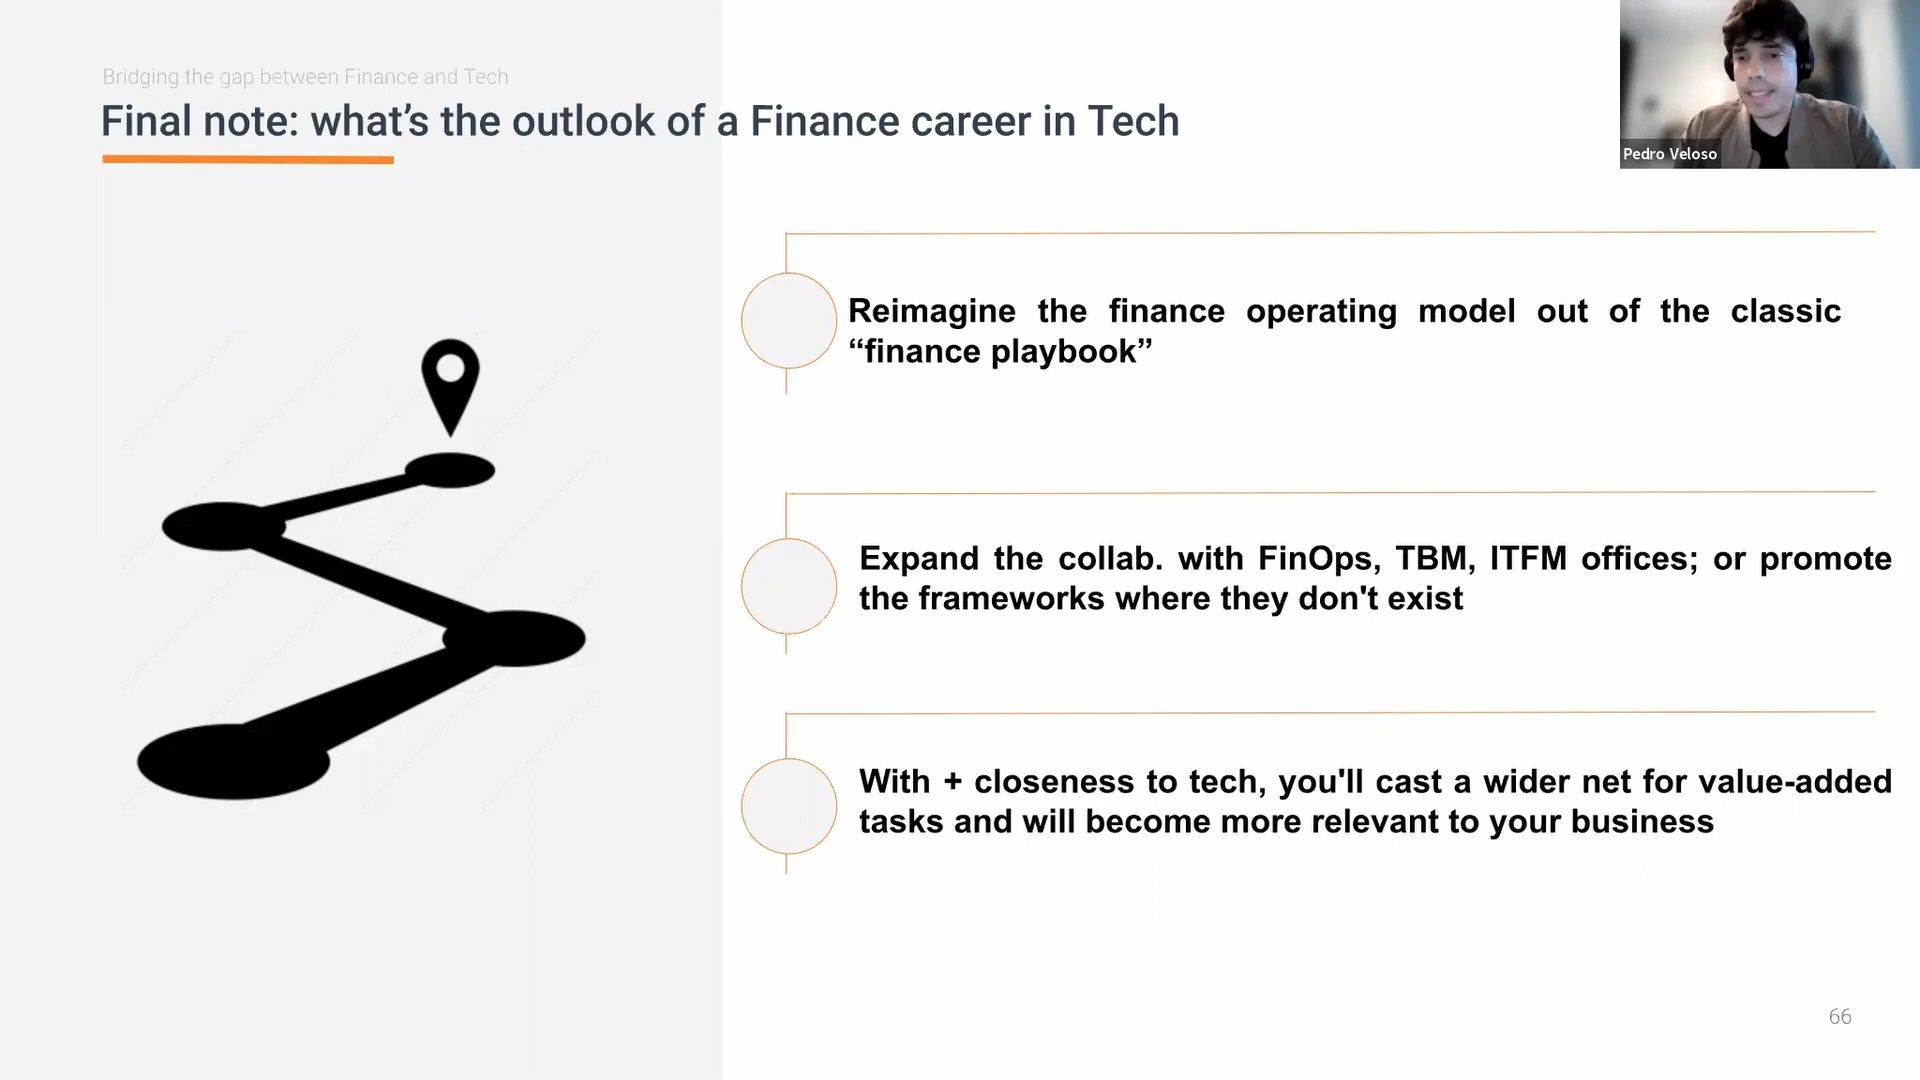 Bridging the gap between Finance and Tech
Final note: what’s the outlook of a Finance career in Tech
Pedro Veloso
Reimagine the finance operating model out of the classic
“finance playbook”
Expand the collab. with FinOps, TBM, ITFM offices; or promote
the frameworks where they don't exist
With + closeness to tech, you'll cast a wider net for value-added
tasks and will become more relevant to your business
66